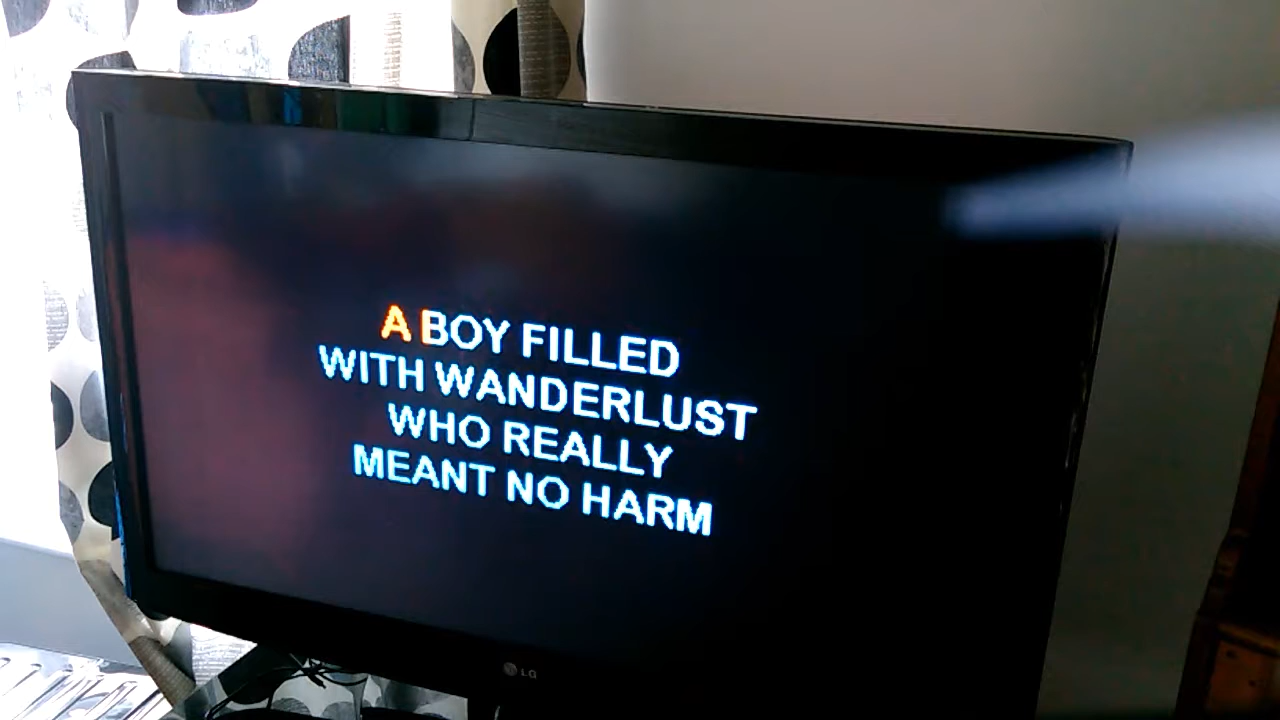 A BOY FILLED
WITH WANDERLUST
WHO REALLY
MEANT NO HARM
LG